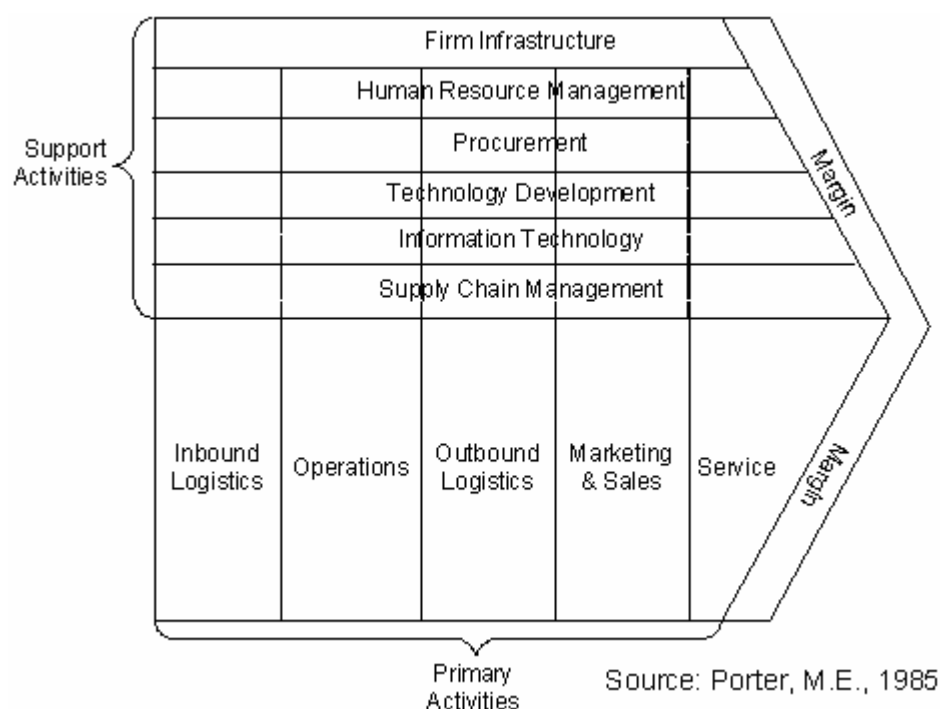 Firm Infrastructure
Human Resource Management
Procurement
Technology Development
Information Technology
Supply Chain Management
Support
Activities
Margin
Inbound
Logistics
Operations
Outbound
Logistics
Marketing
& Sales
Service
Margin
Primary
Activities
Source: Porter, M.E., 1985